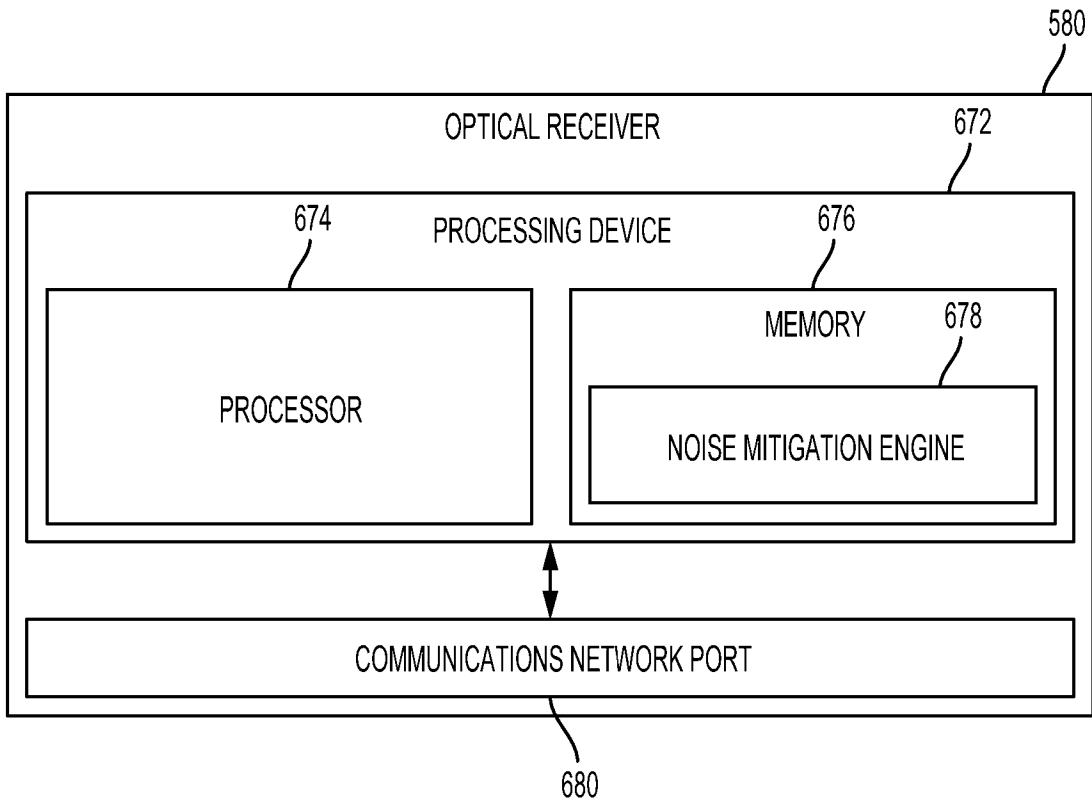 580
OPTICAL RECEIVER
672
674
PROCESSING DEVICE
676
PROCESSOR
MEMORY
678
NOISE MITIGATION ENGINE
COMMUNICATIONS NETWORK PORT
680